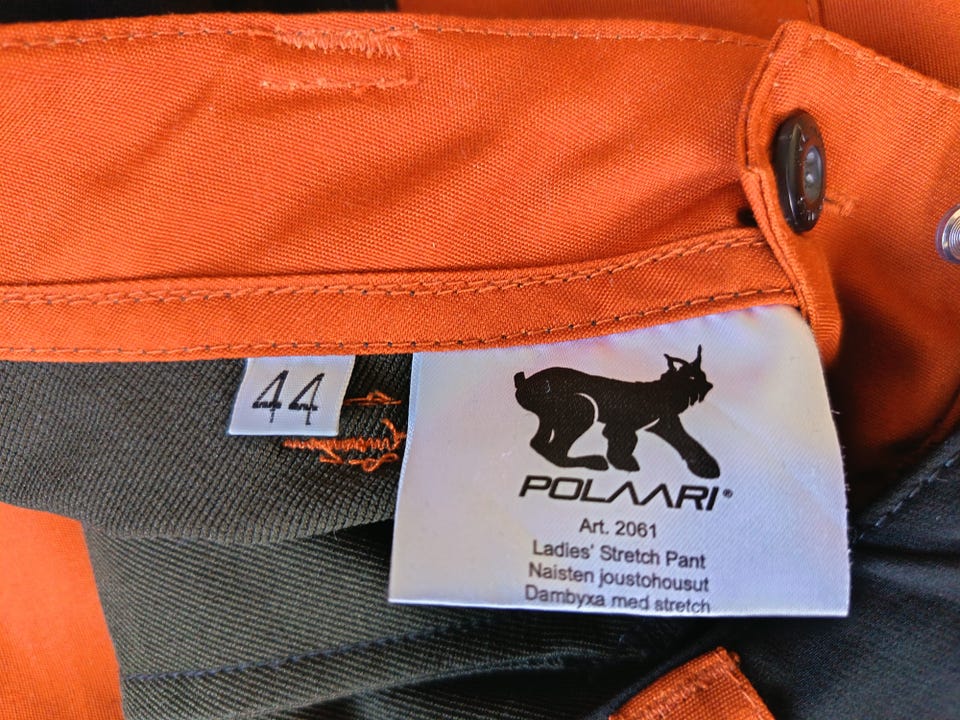 44
POLAARI®
Art. 2061
Ladies' Stretch Pant
Naisten joustohousut
Dambyxa med stretch